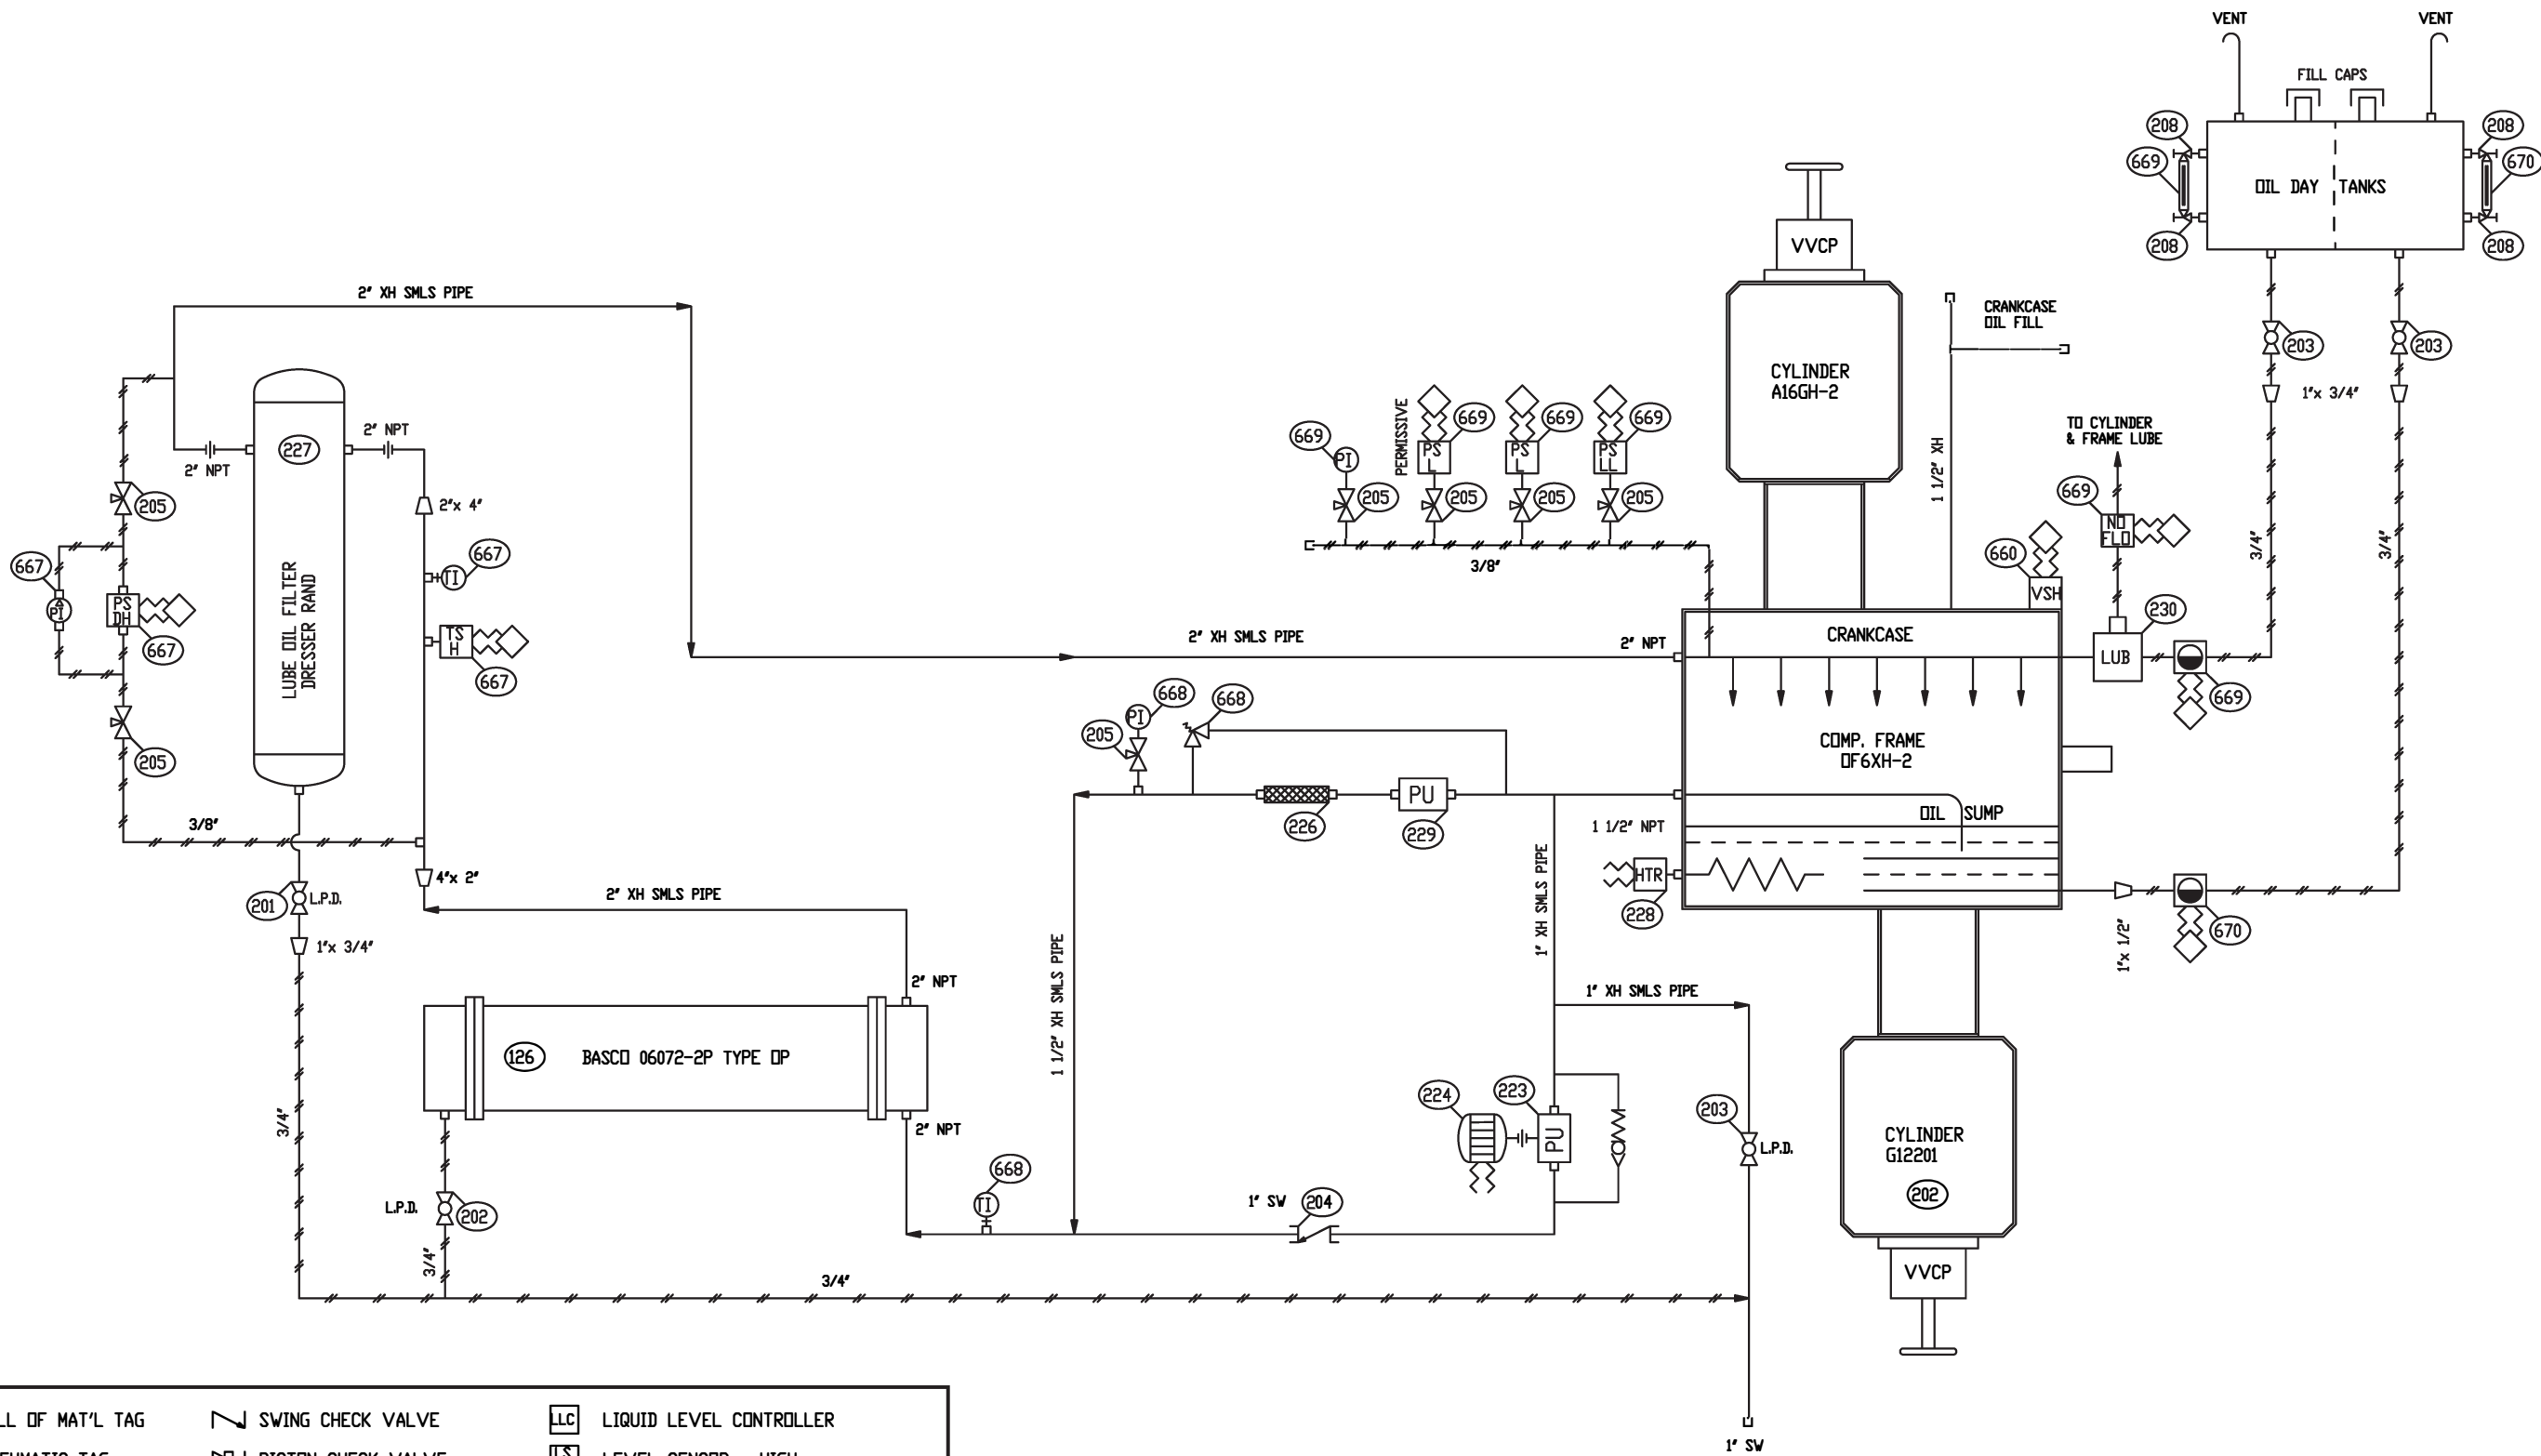 VENT
VENT
FILL CAPS
208
208
669
670
OIL DAY TANKS
208
208
VVCP
2" XH SMLS PIPE
CRANKCASE
OIL FILL
203
203
CYLINDER
A16GH-2
1"x 3/4"
PERMISSIVE
669
669
669
669
PI
PS
L
PS
L
PS
LL
205
205
205
205
3/8"
1 1/2" XH
TO CYLINDER
& FRAME LUBE
669
NO
FLO
660
VSH
3/4"
3/4"
227
2" NPT
2" NPT
205
2"x 4"
667
TI
667
PI
PS
DH
667
TS
H
667
LUBE OIL FILTER
DRESSER RAND
205
3/8"
2" XH SMLS PIPE
2" NPT
CRANKCASE
230
LUB
669
668
668
PI
205
COMP. FRAME
OF6XH-2
226
PU
229
1 1/2" NPT
OIL SUMP
HTR
228
1"x 1/2"
670
4"x 2"
201
L.P.D.
1"x 3/4"
2" XH SMLS PIPE
2" NPT
1 1/2" XH SMLS PIPE
1" XH SMLS PIPE
1" XH SMLS PIPE
126
BASCO 06072-2P TYPE OP
2" NPT
3/4"
224
223
PU
203
L.P.D.
CYLINDER
G12201
202
668
TI
1" SW
204
L.P.D.
202
3/4"
3/4"
VVCP
LL OF MAT'L TAG
SWING CHECK VALVE
LLC
LIQUID LEVEL CONTROLLER
1" SW